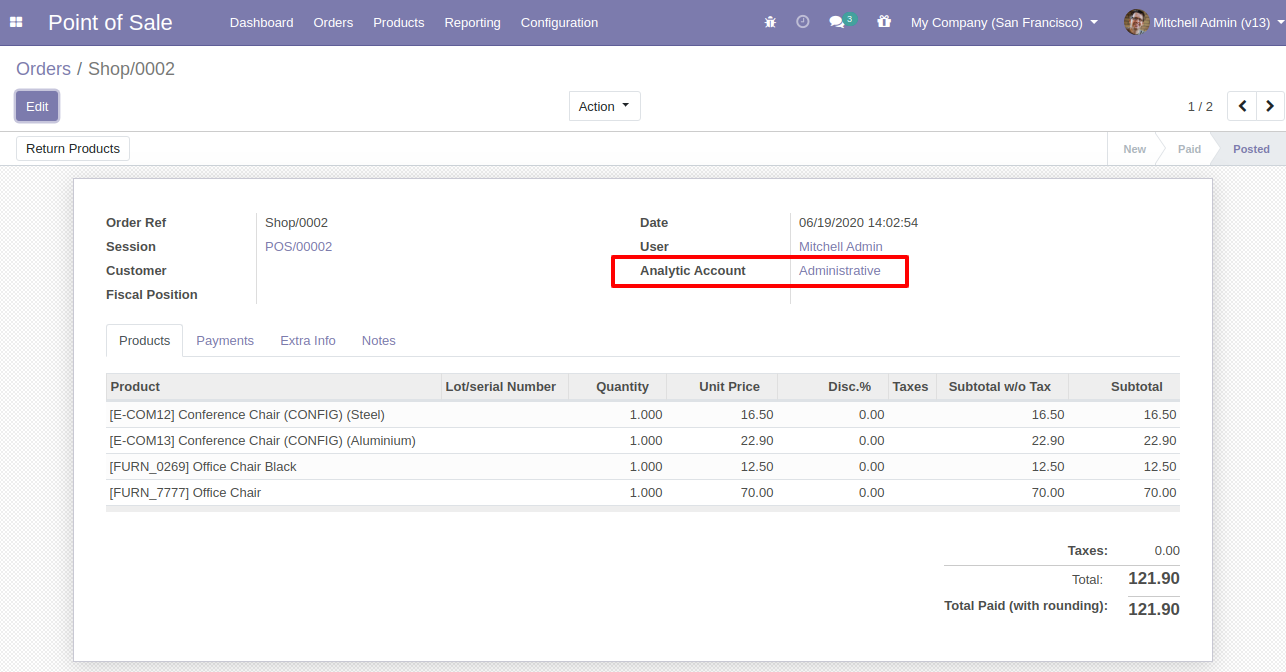 Point of Sale Dashboard Orders Products Reporting Configuration 3 My Company (San Francisco) Mitchell Admin (v13)
Orders / Shop/0002
Edit Action 1 / 2
Return Products New Paid Posted
Order Ref Shop/0002 Date 06/19/2020 14:02:54
Session POS/00002 User Mitchell Admin
Customer Analytic Account Administrative
Fiscal Position
Products Payments Extra Info Notes
Product Lot/serial Number Quantity Unit Price Disc.% Taxes Subtotal w/o Tax Subtotal
[E-COM12] Conference Chair (CONFIG) (Steel) 1.000 16.50 0.00 16.50 16.50
[E-COM13] Conference Chair (CONFIG) (Aluminium) 1.000 22.90 0.00 22.90 22.90
[FURN_0269] Office Chair Black 1.000 12.50 0.00 12.50 12.50
[FURN_7777] Office Chair 1.000 70.00 0.00 70.00 70.00
Taxes: 0.00
Total: 121.90
Total Paid (with rounding): 121.90